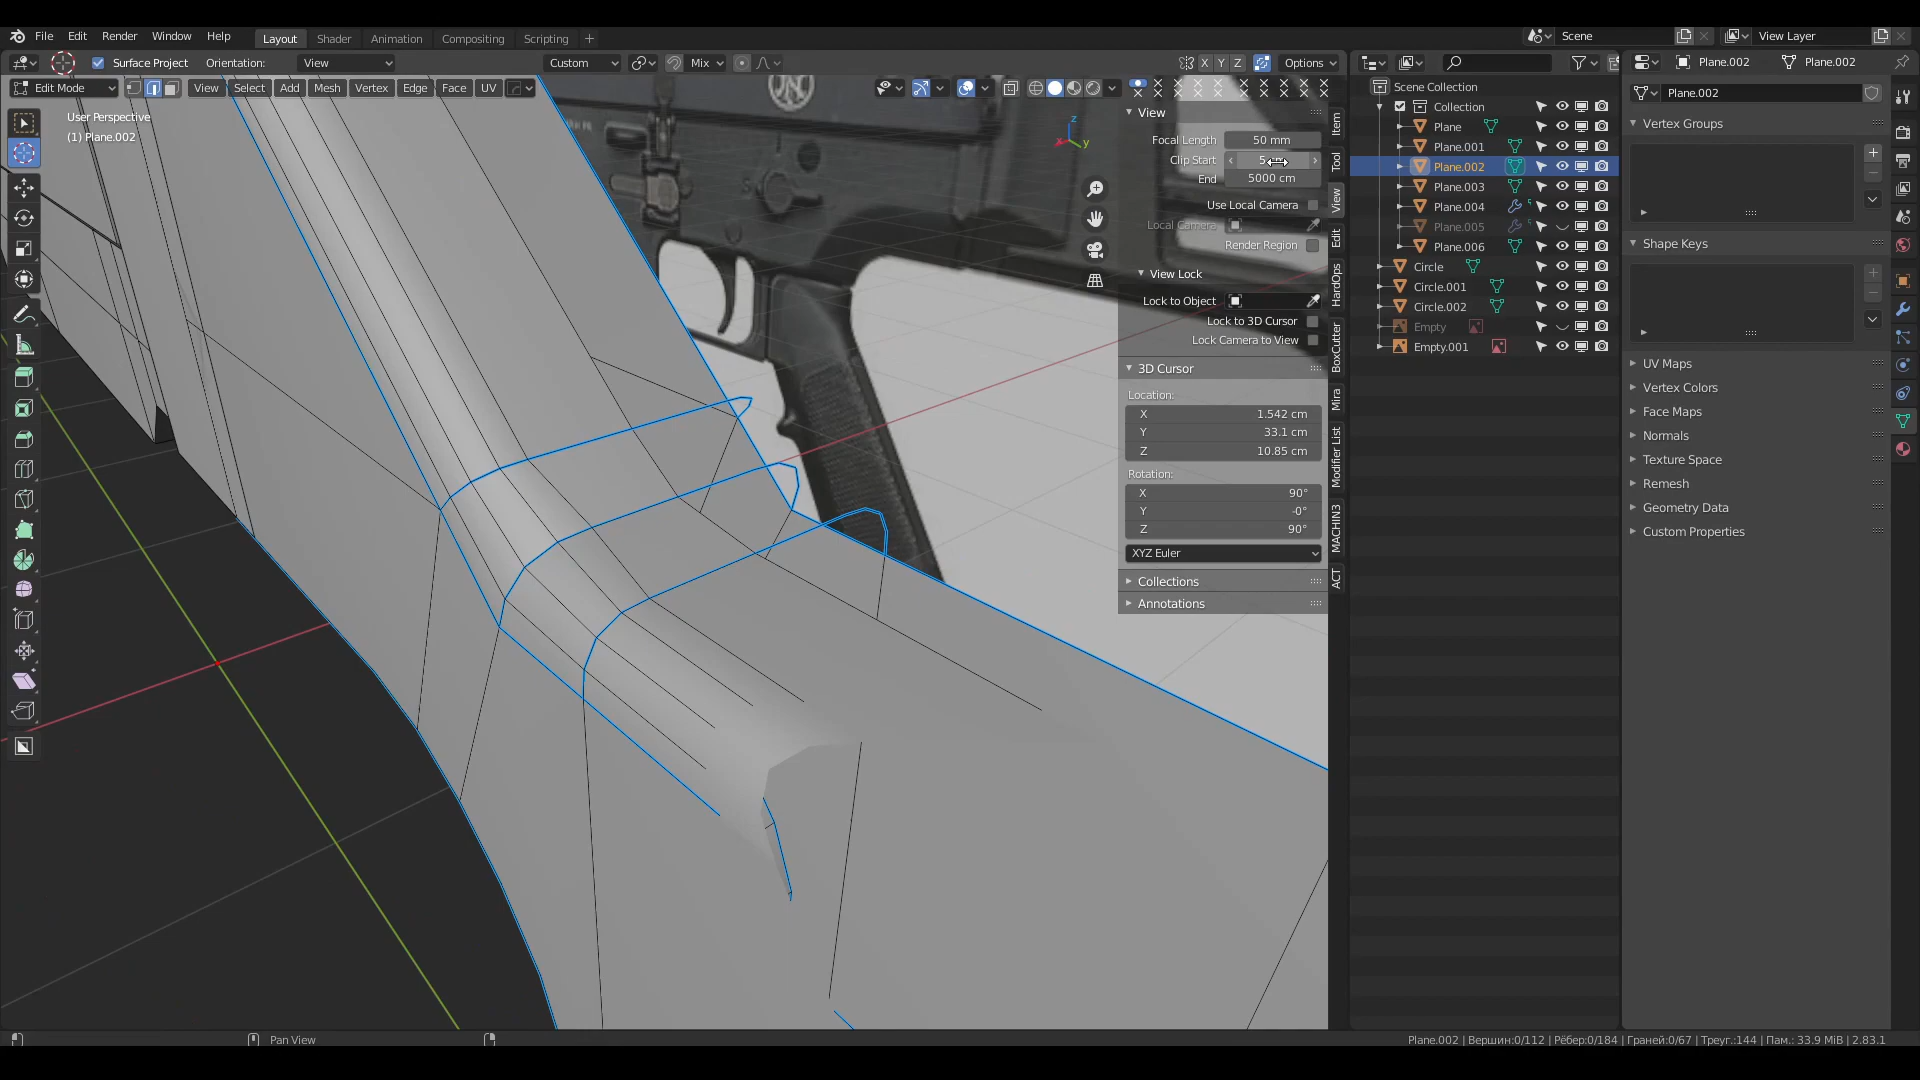 File Edit Render Window Help Layout Shader Animation Compositing Scripting + Scene View Layer
Surface Project Orientation: View Custom Mix X Y Z Options Plane.002 Plane.002
Edit Mode View Select Add Mesh Vertex Edge Face UV
User Perspective
(1) Plane.002
Z
X
Y
View
Focal Length 50 mm
Clip Start
End 5000 cm
Use Local Camera
Local Camera
Render Region
View Lock
Lock to Object
Lock to 3D Cursor
Lock Camera to View
3D Cursor
Location:
X 1.542 cm
Y 33.1 cm
Z 10.85 cm
Rotation:
X 90°
Y -0°
Z 90°
XYZ Euler
Collections
Annotations
Item
Tool
View
Edit
HardOps
BoxCutter
Mira
Modifier List
MACHIN3
ACT
Scene Collection
Collection
Plane
Plane.001
Plane.002
Plane.003
Plane.004
Plane.005
Plane.006
Circle
Circle.001
Circle.002
Empty
Empty.001
Plane.002
Vertex Groups
Shape Keys
UV Maps
Vertex Colors
Face Maps
Normals
Texture Space
Remesh
Geometry Data
Custom Properties
Pan View
Plane.002 | Вершин:0/112 | Рёбер:0/184 | Граней:0/67 | Треуг.:144 | Пам.: 33.9 MiB | 2.83.1